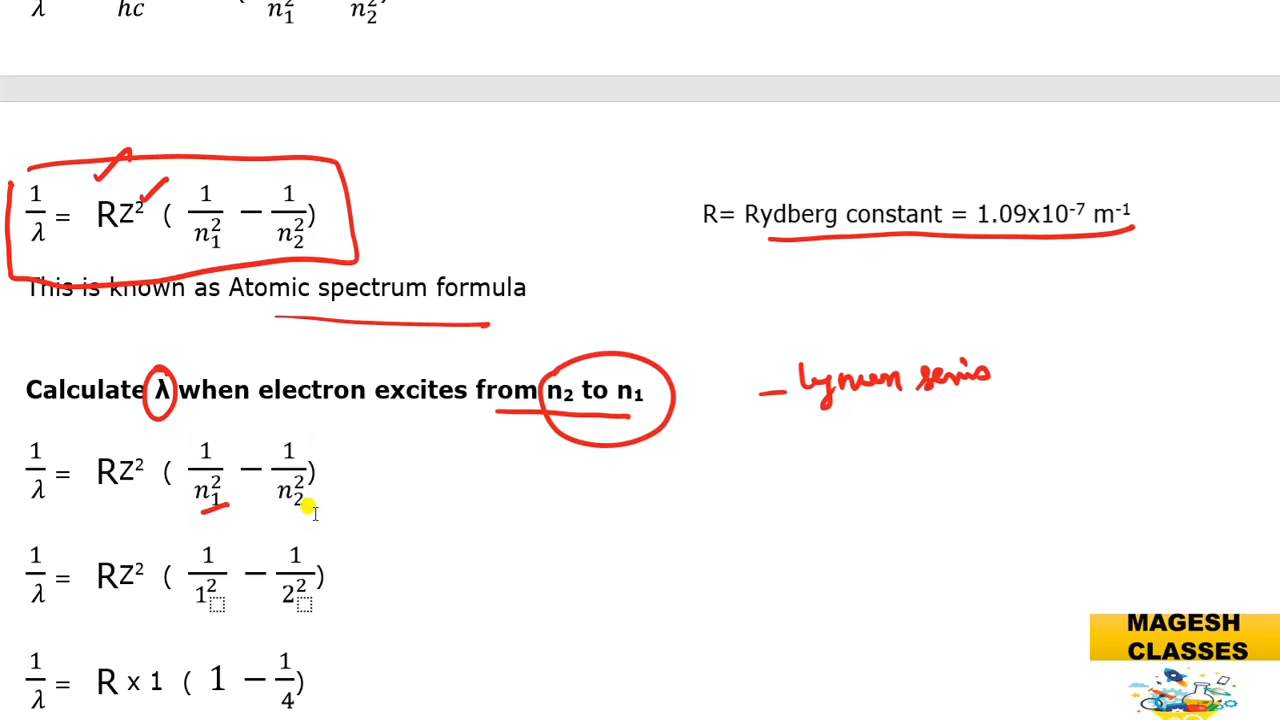 λ hc n₁² n₂²
1/λ = RZ² ( 1/n₁² − 1/n₂²)
R= Rydberg constant = 1.09x10⁻⁷ m⁻¹
This is known as Atomic spectrum formula
Calculate λ when electron excites from n₂ to n₁
– lyman series
1/λ = RZ² ( 1/n₁² − 1/n₂²)
1/λ = RZ² ( 1/1² − 1/2²)
1/λ = R x 1 ( 1 − 1/4)
MAGESH
CLASSES